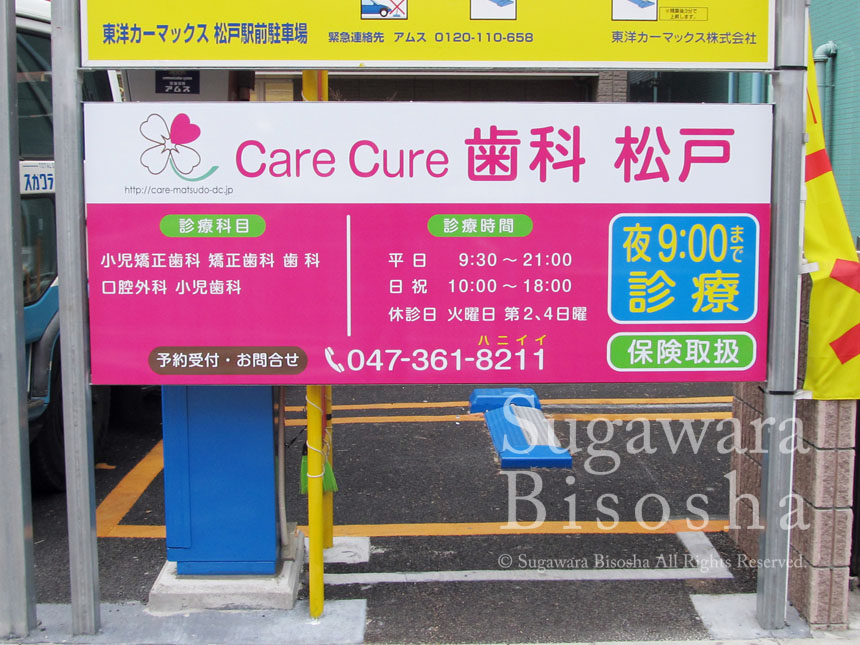 東洋カーマックス 松戸駅前駐車場 緊急連絡先 アムス 0120-110-658 東洋カーマックス株式会社
アムス
スカワラ
Care Cure 歯科 松戸
http://care-matsudo-dc.jp
診療科目
小児矯正歯科 矯正歯科 歯科
口腔外科 小児歯科
診療時間
平日 9:30～21:00
日祝 10:00～18:00
休診日 火曜日 第2、4日曜
夜9:00まで
診療
保険取扱
ハニイイ
予約受付・お問合せ 047-361-8211
Sugawara
Bisosha
© Sugawara Bisosha All Rights Reserved.